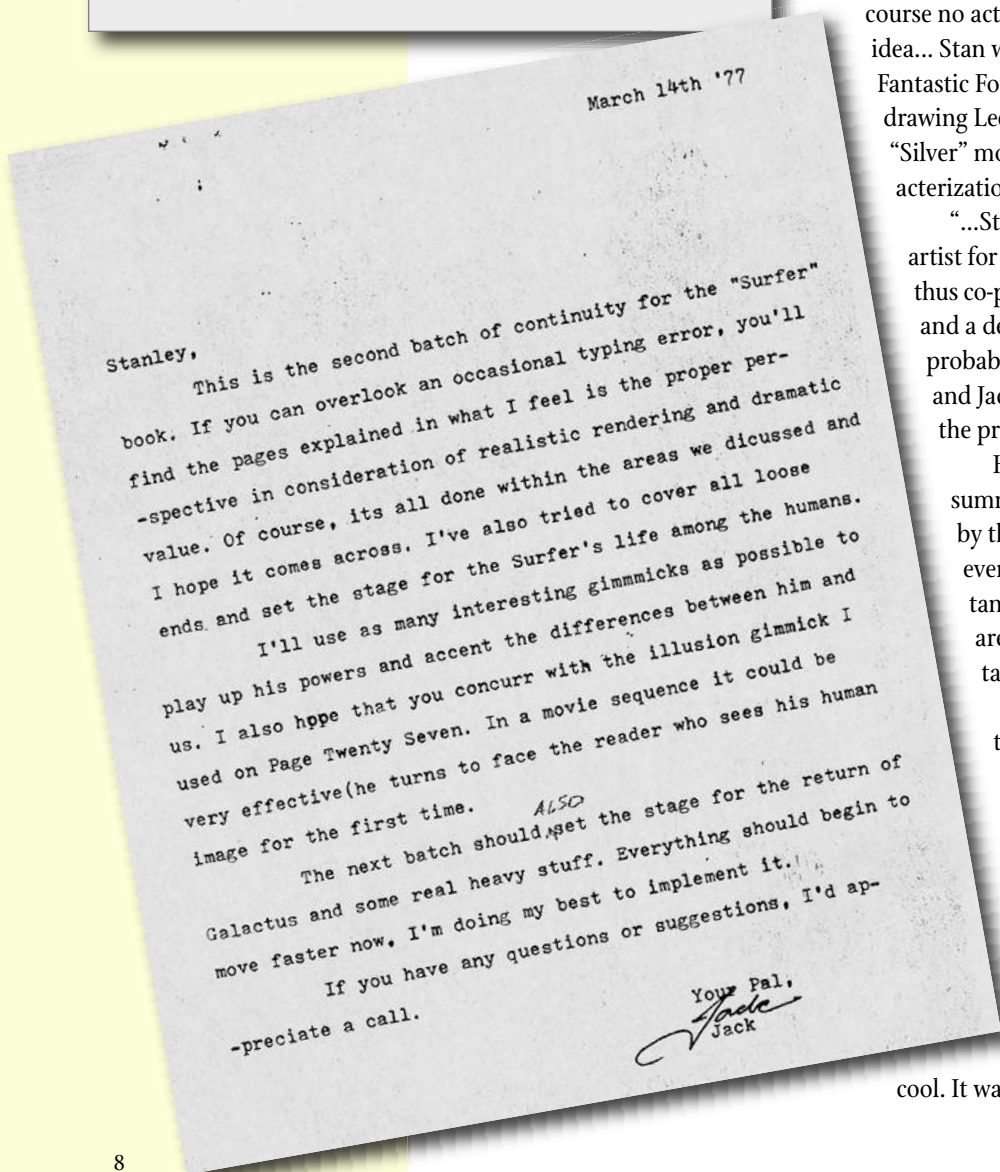 March 14th '77
Stanley,
This is the second batch of continuity for the "Surfer"
book. If you can overlook an occasional typing error, you'll
find the pages explained in what I feel is the proper per-
-spective in consideration of realistic rendering and dramatic
value. Of course, its all done within the areas we dicussed and
I hope it comes across. I've also tried to cover all loose
ends and set the stage for the Surfer's life among the humans.
I'll use as many interesting gimmmicks as possible to
play up his powers and accent the differences between him and
us. I also hppe that you concurr with the illusion gimmick I
used on Page Twenty Seven. In a movie sequence it could be
very effective(he turns to face the reader who sees his human
image for the first time.
ALSO
The next batch should set the stage for the return of
Galactus and some real heavy stuff. Everything should begin to
move faster now. I'm doing my best to implement it.
If you have any questions or suggestions, I'd ap-
-preciate a call.
Your Pal,
Jack
Jack
8
course no act
idea... Stan w
Fantastic Fo
drawing Lee
"Silver" mo
acterizatio
"...St
artist for
thus co-p
and a de
probab
and Jac
the pr
summ
by th
ever
tan
are
ta
t
cool. It wa